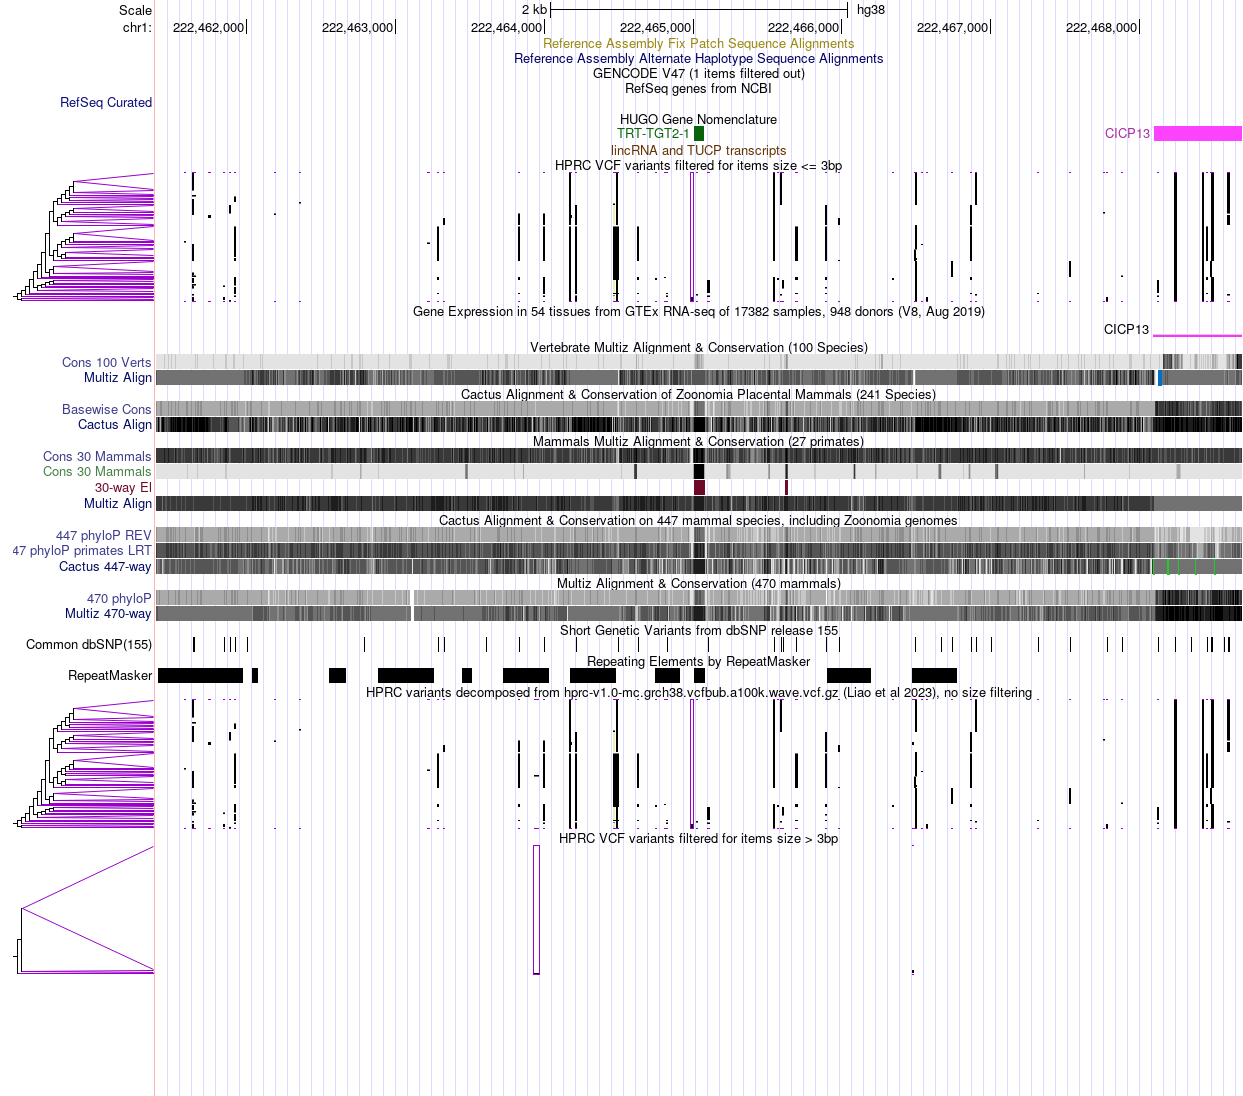 Scale 2 kb hg38
chr1: 222,462,000 222,463,000 222,464,000 222,465,000 222,466,000 222,467,000 222,468,000
Reference Assembly Fix Patch Sequence Alignments
Reference Assembly Alternate Haplotype Sequence Alignments
GENCODE V47 (1 items filtered out)
RefSeq genes from NCBI
RefSeq Curated
HUGO Gene Nomenclature
TRT-TGT2-1 CICP13
lincRNA and TUCP transcripts
HPRC VCF variants filtered for items size <= 3bp
Gene Expression in 54 tissues from GTEx RNA-seq of 17382 samples, 948 donors (V8, Aug 2019)
CICP13
Vertebrate Multiz Alignment & Conservation (100 Species)
Cons 100 Verts
Multiz Align
Cactus Alignment & Conservation of Zoonomia Placental Mammals (241 Species)
Basewise Cons
Cactus Align
Mammals Multiz Alignment & Conservation (27 primates)
Cons 30 Mammals
Cons 30 Mammals
30-way El
Multiz Align
Cactus Alignment & Conservation on 447 mammal species, including Zoonomia genomes
447 phyloP REV
47 phyloP primates LRT
Cactus 447-way
Multiz Alignment & Conservation (470 mammals)
470 phyloP
Multiz 470-way
Short Genetic Variants from dbSNP release 155
Common dbSNP(155)
Repeating Elements by RepeatMasker
RepeatMasker
HPRC variants decomposed from hprc-v1.0-mc.grch38.vcfbub.a100k.wave.vcf.gz (Liao et al 2023), no size filtering
HPRC VCF variants filtered for items size > 3bp